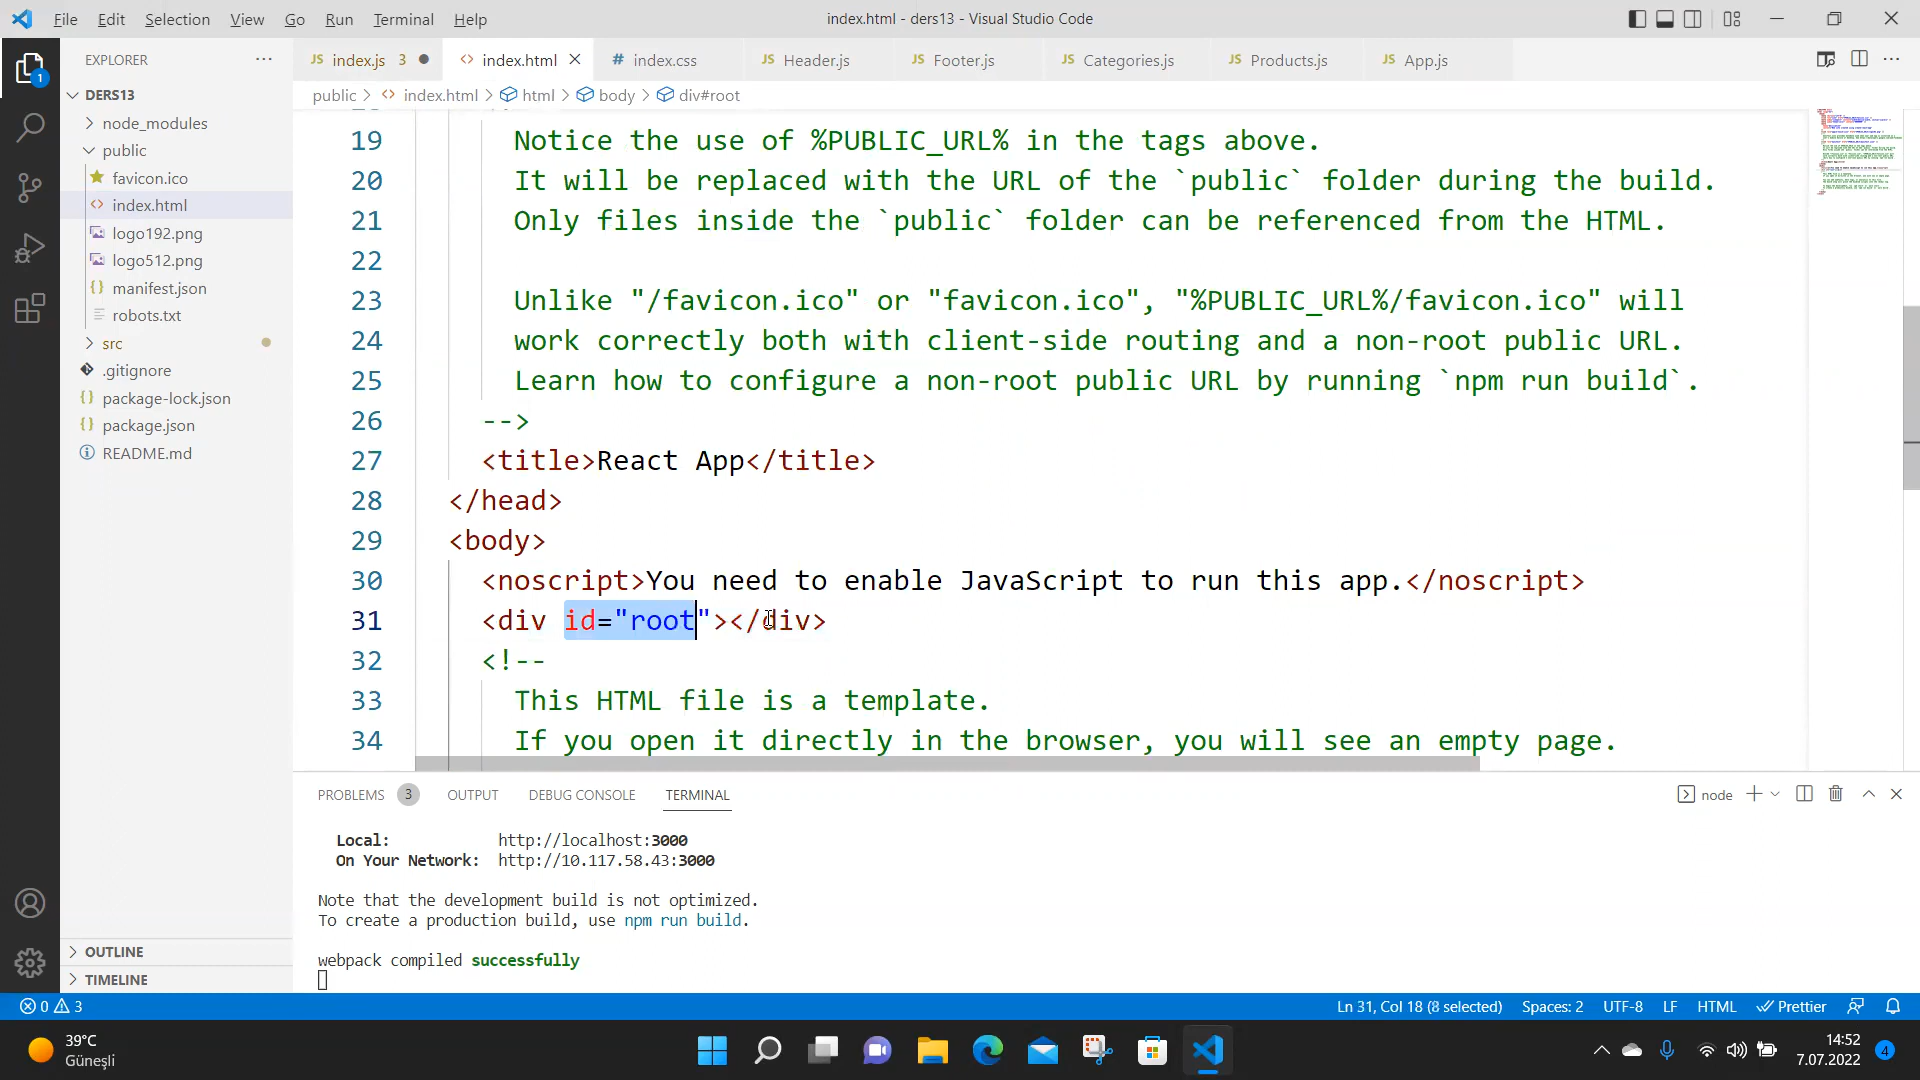 File Edit Selection View Go Run Terminal Help
index.html - ders13 - Visual Studio Code
EXPLORER
index.js 3
index.html
# index.css
JS Header.js
JS Footer.js
JS Categories.js
JS Products.js
JS App.js
public > index.html > html > body > div#root
1
DERS13
node_modules
public
favicon.ico
index.html
logo192.png
logo512.png
manifest.json
robots.txt
src
.gitignore
package-lock.json
package.json
README.md
OUTLINE
TIMELINE
19 Notice the use of %PUBLIC_URL% in the tags above.
20 It will be replaced with the URL of the `public` folder during the build.
21 Only files inside the `public` folder can be referenced from the HTML.
22
23 Unlike "/favicon.ico" or "favicon.ico", "%PUBLIC_URL%/favicon.ico" will
24 work correctly both with client-side routing and a non-root public URL.
25 Learn how to configure a non-root public URL by running `npm run build`.
26 -->
27 <title>React App</title>
28 </head>
29 <body>
30 <noscript>You need to enable JavaScript to run this app.</noscript>
31 <div id="root"></div>
32 <!--
33 This HTML file is a template.
34 If you open it directly in the browser, you will see an empty page.
PROBLEMS 3 OUTPUT DEBUG CONSOLE TERMINAL
node
Local: http://localhost:3000
On Your Network: http://10.117.58.43:3000
Note that the development build is not optimized.
To create a production build, use npm run build.
webpack compiled successfully
0 3
Ln 31, Col 18 (8 selected) Spaces: 2 UTF-8 LF HTML Prettier
39°C
Güneşli
14:52
7.07.2022
4